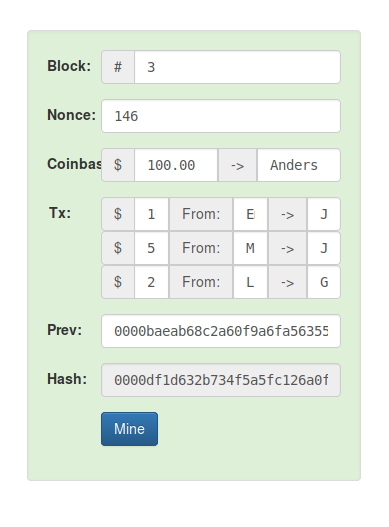 Block: # 3
Nonce: 146
Coinbas $ 100.00 -> Anders
Tx: $ 1 From: E -> J
$ 5 From: M -> J
$ 2 From: L -> G
Prev: 0000baeab68c2a60f9a6fa56355
Hash: 0000df1d632b734f5a5fc126a0f
Mine